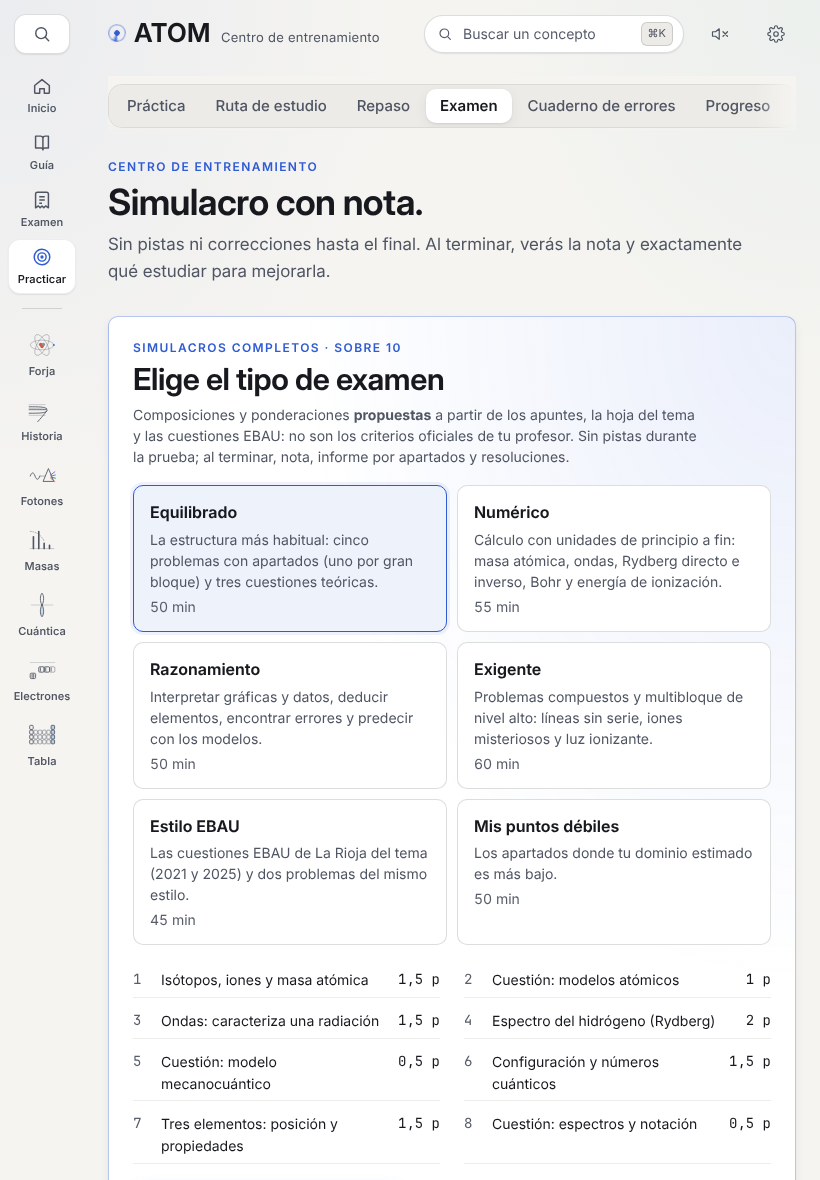 ATOM
Centro de entrenamiento
Buscar un concepto
⌘K
Inicio
Guía
Examen
Practicar
Forja
Historia
Fotones
Masas
Cuántica
Electrones
Tabla
Práctica
Ruta de estudio
Repaso
Examen
Cuaderno de errores
Progreso
CENTRO DE ENTRENAMIENTO
Simulacro con nota.
Sin pistas ni correcciones hasta el final. Al terminar, verás la nota y exactamente
qué estudiar para mejorarla.
SIMULACROS COMPLETOS · SOBRE 10
Elige el tipo de examen
Composiciones y ponderaciones propuestas a partir de los apuntes, la hoja del tema
y las cuestiones EBAU: no son los criterios oficiales de tu profesor. Sin pistas durante
la prueba; al terminar, nota, informe por apartados y resoluciones.
Equilibrado
La estructura más habitual: cinco
problemas con apartados (uno por gran
bloque) y tres cuestiones teóricas.
50 min
Numérico
Cálculo con unidades de principio a fin:
masa atómica, ondas, Rydberg directo e
inverso, Bohr y energía de ionización.
55 min
Razonamiento
Interpretar gráficas y datos, deducir
elementos, encontrar errores y predecir
con los modelos.
50 min
Exigente
Problemas compuestos y multibloque de
nivel alto: líneas sin serie, iones
misteriosos y luz ionizante.
60 min
Estilo EBAU
Las cuestiones EBAU de La Rioja del tema
(2021 y 2025) y dos problemas del mismo
estilo.
45 min
Mis puntos débiles
Los apartados donde tu dominio estimado
es más bajo.
50 min
1 Isótopos, iones y masa atómica 1,5 p
2 Cuestión: modelos atómicos 1 p
3 Ondas: caracteriza una radiación 1,5 p
4 Espectro del hidrógeno (Rydberg) 2 p
5 Cuestión: modelo 0,5 p
mecanocuántico
6 Configuración y números 1,5 p
cuánticos
7 Tres elementos: posición y 1,5 p
propiedades
8 Cuestión: espectros y notación 0,5 p